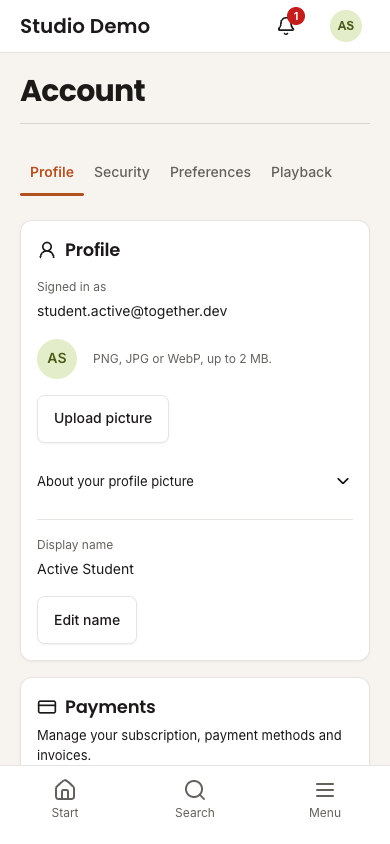 Studio Demo
1
AS
Account
Profile
Security
Preferences
Playback
Profile
Signed in as
student.active@together.dev
AS
PNG, JPG or WebP, up to 2 MB.
Upload picture
About your profile picture
Display name
Active Student
Edit name
Payments
Manage your subscription, payment methods and
invoices.
Start
Search
Menu